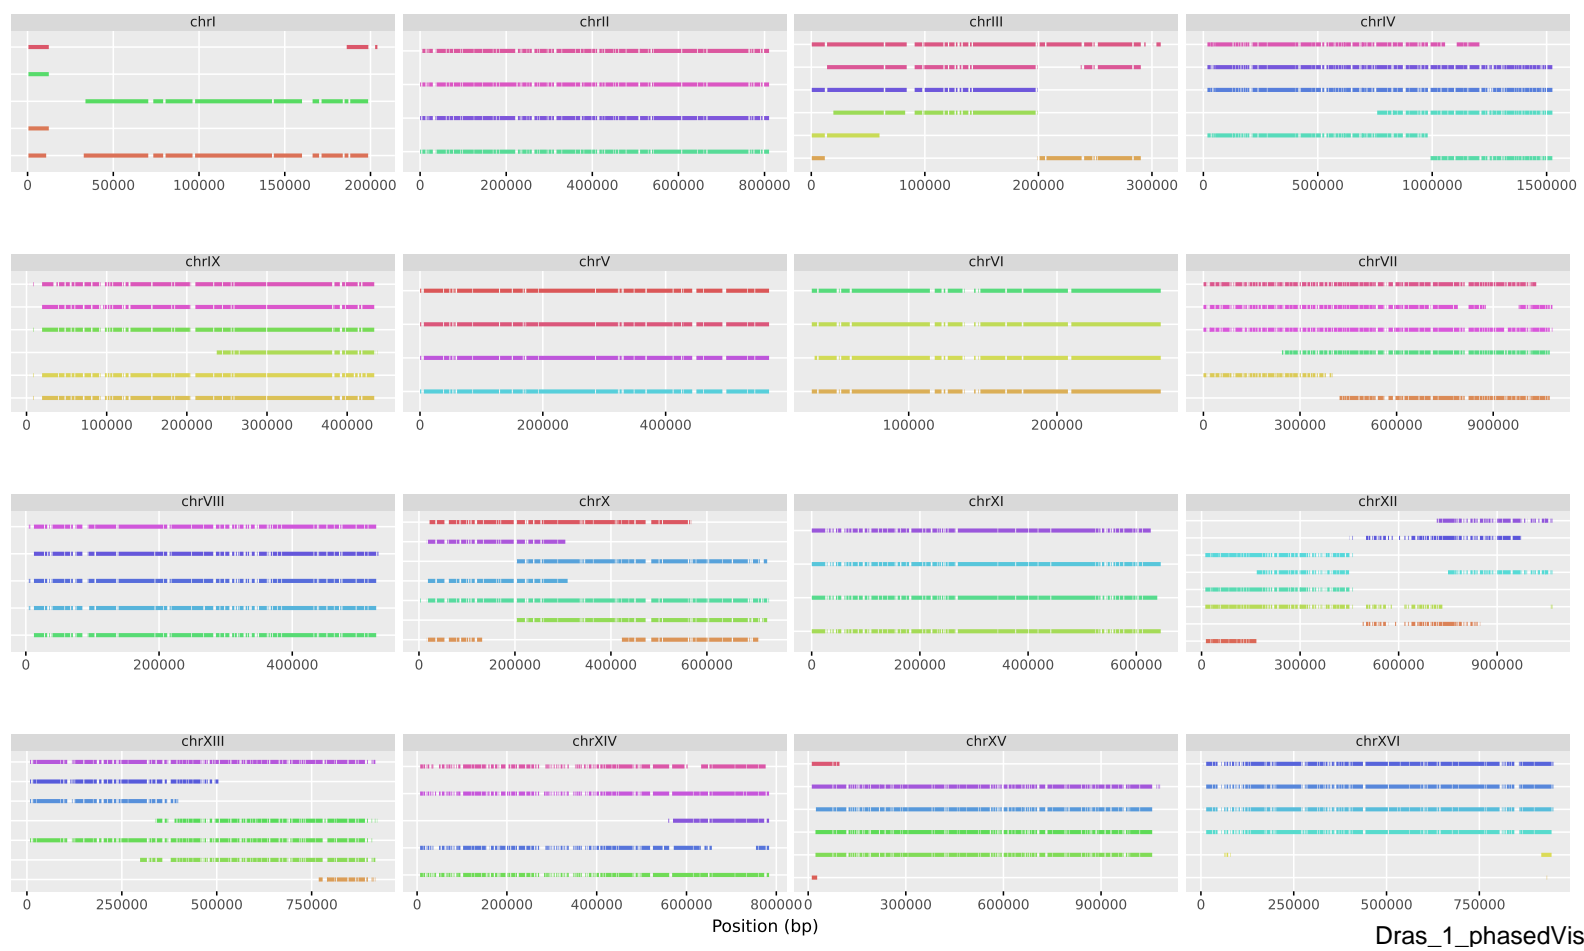 chrI chrII chrIII chrIV
0 50000 100000 150000 200000 0 200000 400000 600000 800000 0 100000 200000 300000 0 500000 1000000 1500000
chrIX chrV chrVI chrVII
0 100000 200000 300000 400000 0 200000 400000 100000 200000 0 300000 600000 900000
chrVIII chrX chrXI chrXII
0 200000 400000 0 200000 400000 600000 0 200000 400000 600000 0 300000 600000 900000
chrXIII chrXIV chrXV chrXVI
0 250000 500000 750000 0 200000 400000 600000 800000 0 300000 600000 900000 0 250000 500000 750000
Position (bp)
Dras_1_phasedVis